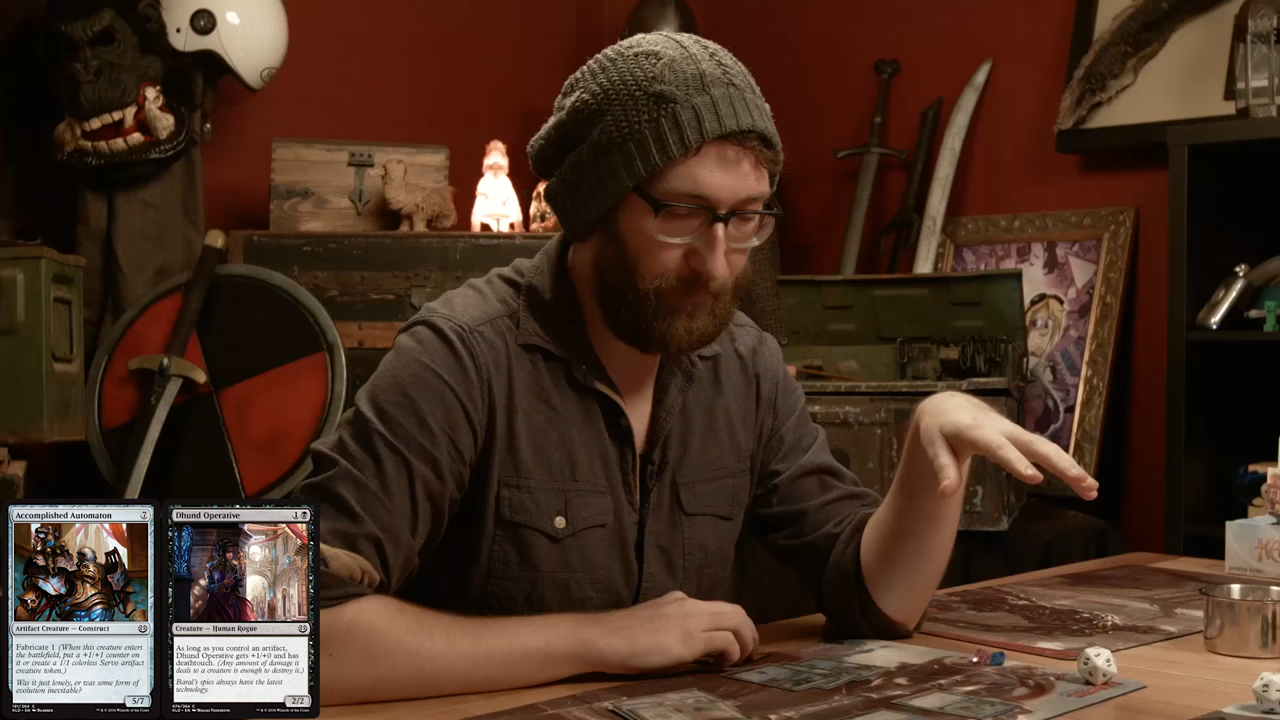 Accomplished Automaton 7
Artifact Creature — Construct
Fabricate 1 (When this creature enters
the battlefield, put a +1/+1 counter on
it or create a 1/1 colorless Servo artifact
creature token.)
Was it just lonely, or was some form of
evolution inevitable?
5/7
Dhund Operative 1
Creature — Human Rogue
As long as you control an artifact,
Dhund Operative gets +1/+0 and has
deathtouch. (Any amount of damage it
deals to a creature is enough to destroy it.)
Baral's spies always have the latest
technology.
2/2